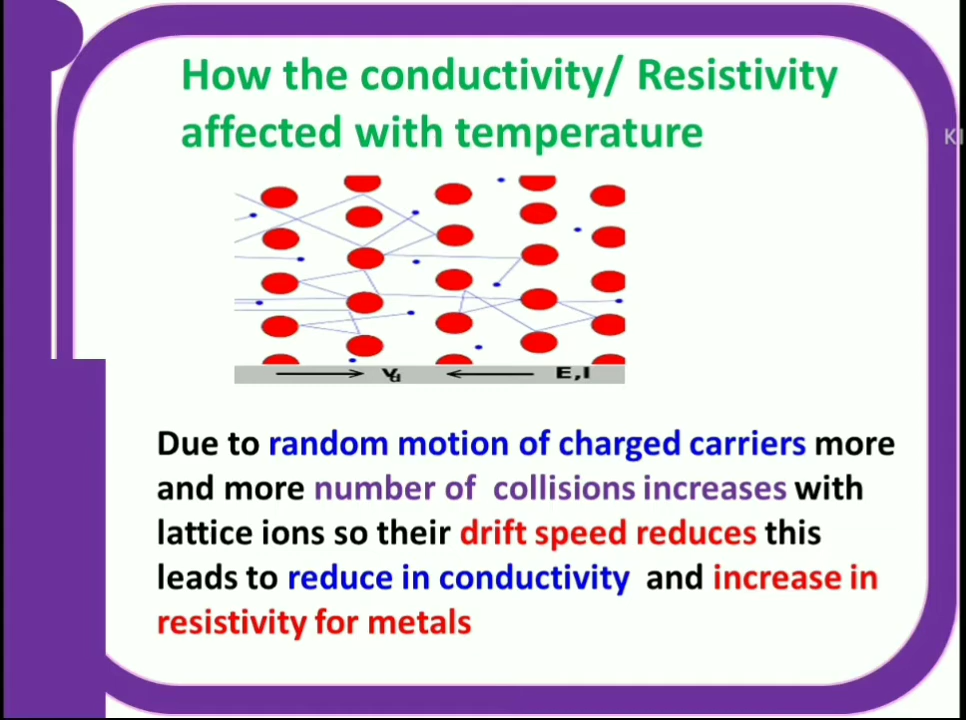 How the conductivity/ Resistivity
affected with temperature
Vd
E,I
Due to random motion of charged carriers more
and more number of collisions increases with
lattice ions so their drift speed reduces this
leads to reduce in conductivity and increase in
resistivity for metals